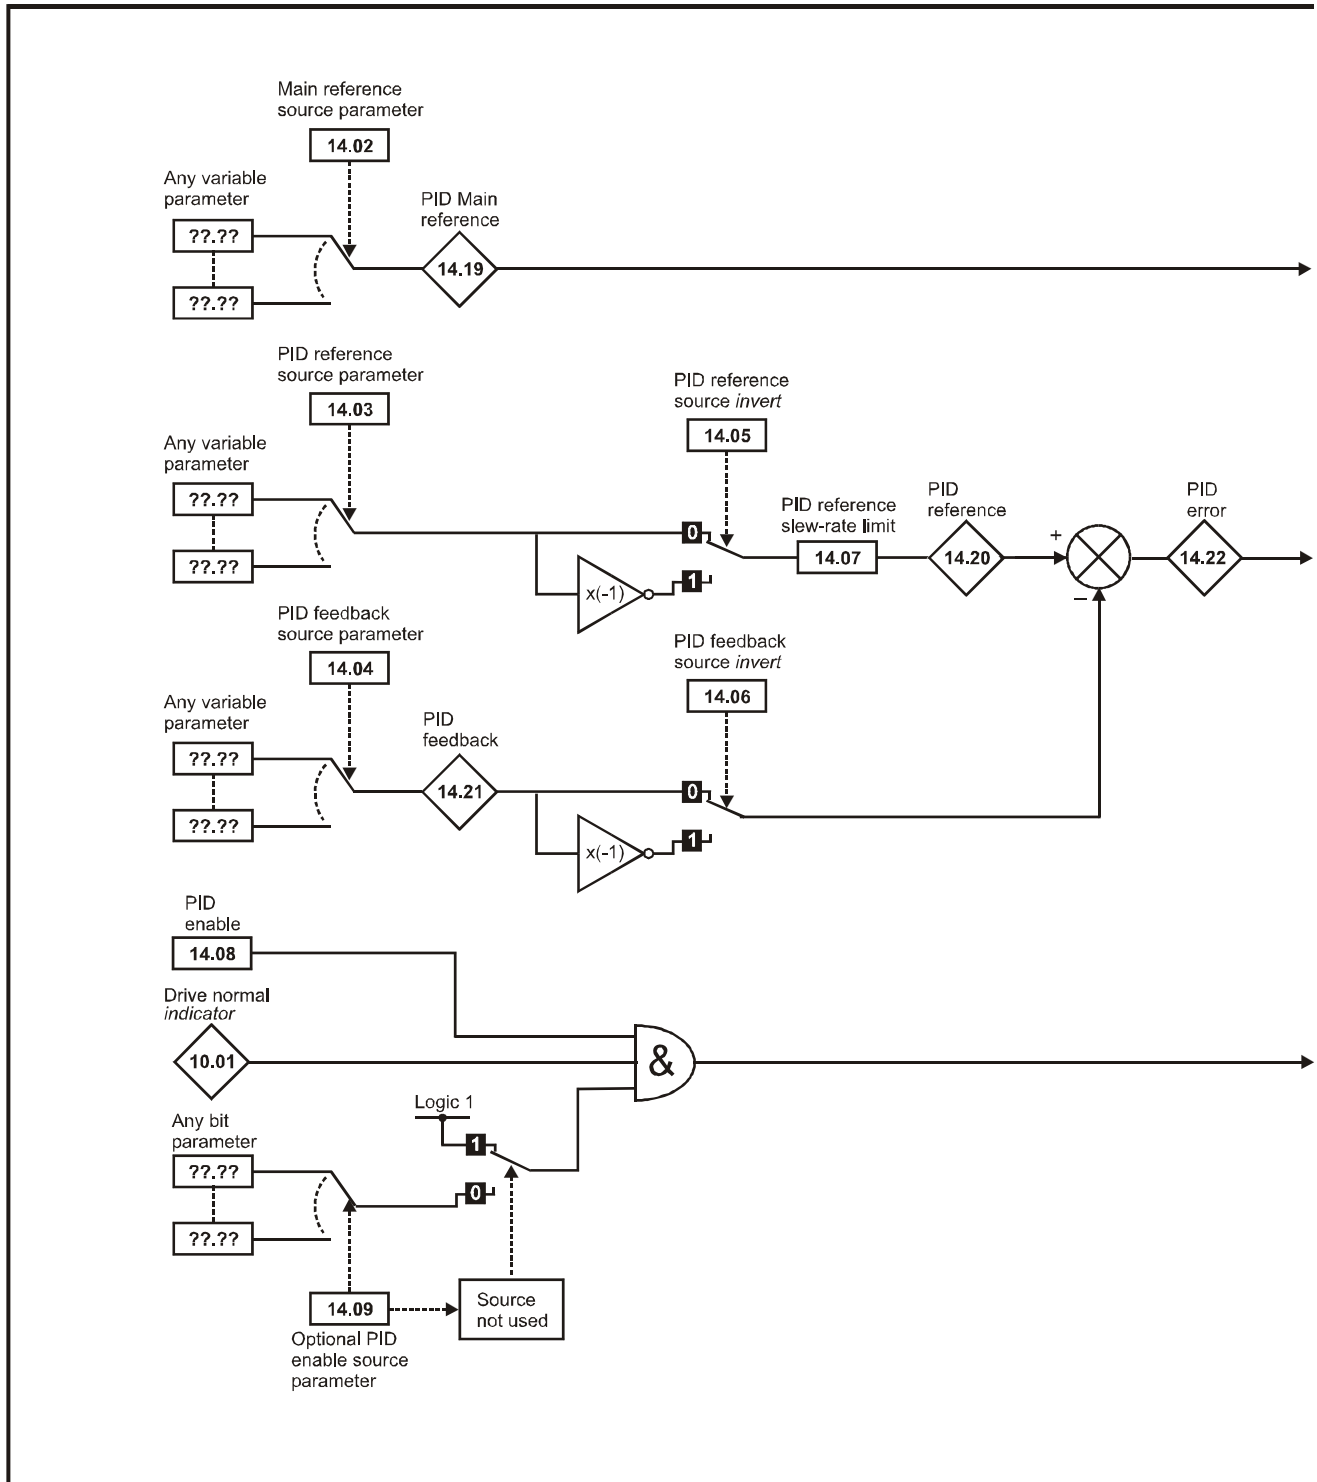 Main reference
source parameter
14.02
Any variable
parameter
??.??
??.??
PID Main
reference
14.19
PID reference
source parameter
14.03
Any variable
parameter
??.??
??.??
PID reference
source invert
14.05
0
1
x(-1)
PID reference
slew-rate limit
14.07
PID
reference
14.20
+
–
PID
error
14.22
PID feedback
source parameter
14.04
Any variable
parameter
??.??
??.??
PID
feedback
14.21
PID feedback
source invert
14.06
0
1
x(-1)
PID
enable
14.08
Drive normal
indicator
10.01
&
Logic 1
1
0
Any bit
parameter
??.??
??.??
14.09
Optional PID
enable source
parameter
Source
not used